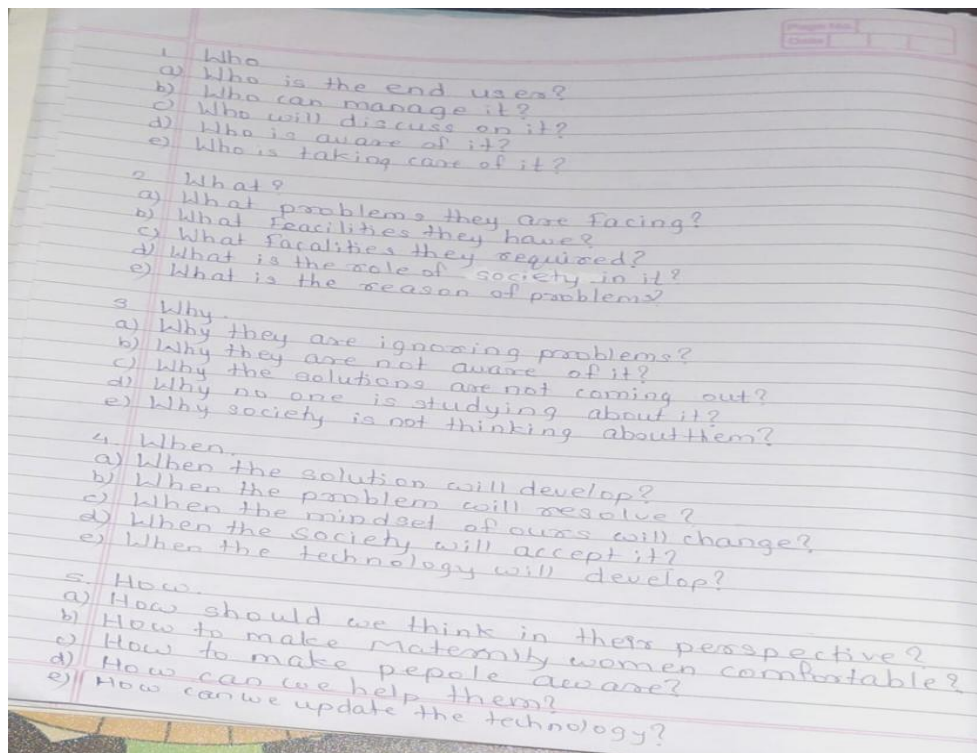 Page No.
Date
1. Who
a) Who is the end user?
b) Who can manage it?
c) Who will discuss on it?
d) Who is aware of it?
e) Who is taking care of it?
2. What?
a) What problems they are facing?
b) What feacilities they have?
c) What facalities they required?
d) What is the role of society in it?
e) What is the reason of problems?
3. Why.
a) Why they are ignoring problems?
b) Why they are not aware of it?
c) Why the solutions are not coming out?
d) Why no one is studying about it?
e) Why society is not thinking about them?
4. When.
a) When the solution will develop?
b) When the problem will resolve?
c) When the mindset of ours will change?
d) When the society will accept it?
e) When the technology will develop?
5. How.
a) How should we think in their perspective?
b) How to make maternity women comfortable?
c) How to make pepole aware?
d) How can we help them?
e) How can we update the technology?